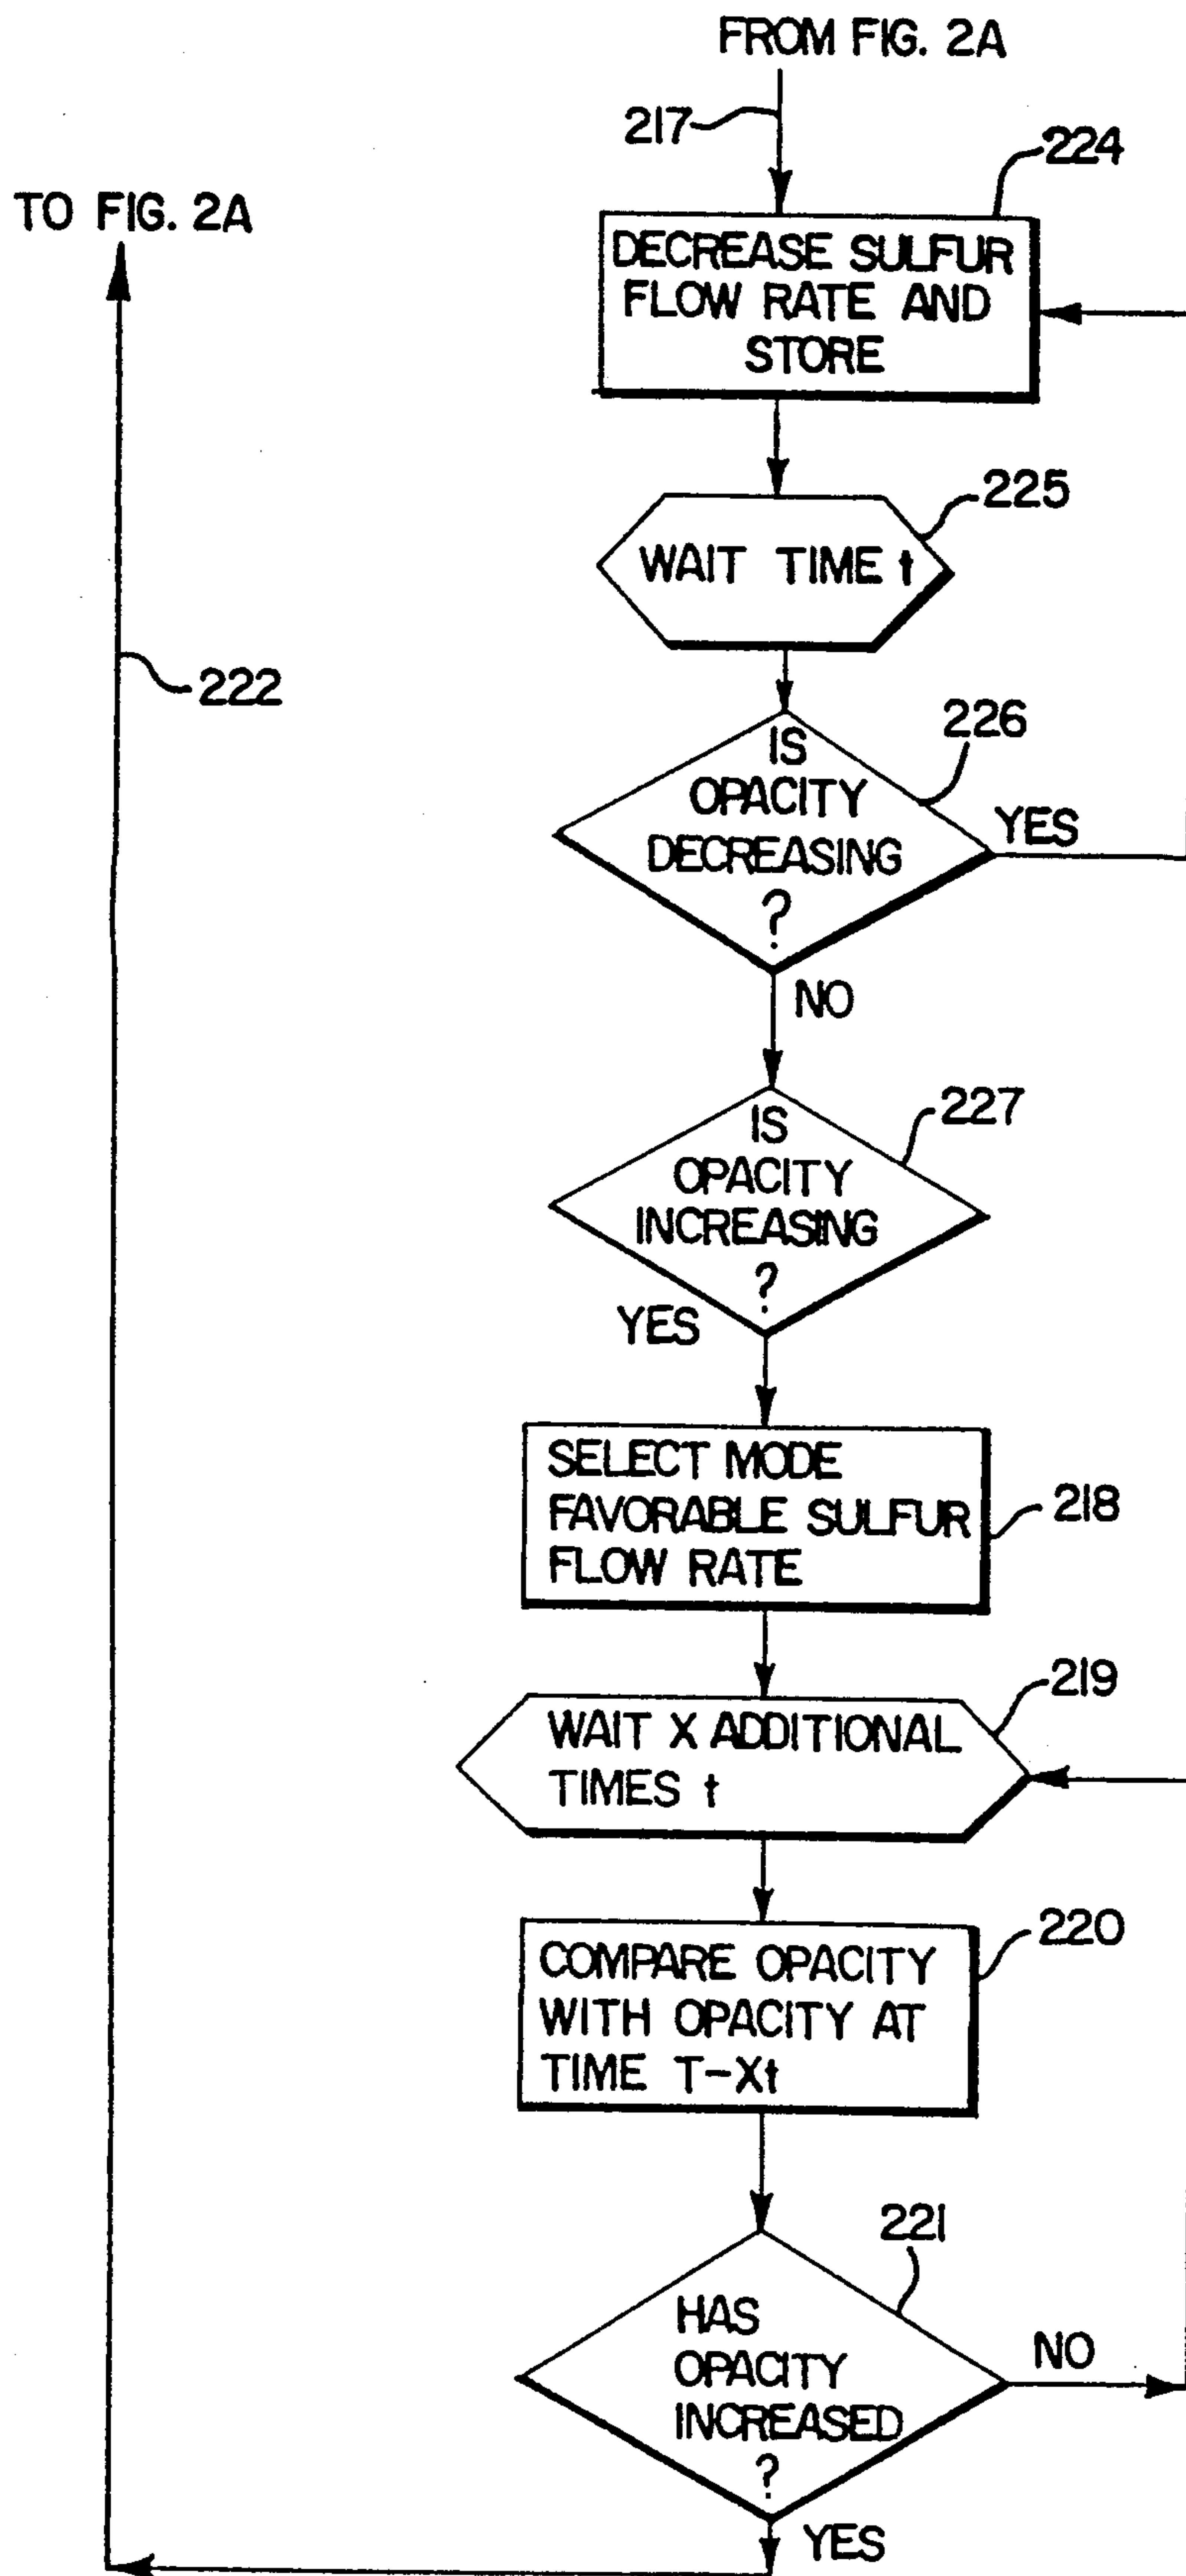 FROM FIG. 2A
217
224
TO FIG. 2A
DECREASE SULFUR
FLOW RATE AND
STORE
225
WAIT TIME t
222
226
IS
OPACITY
DECREASING
?
YES
NO
227
IS
OPACITY
INCREASING
?
YES
SELECT MODE
FAVORABLE SULFUR
FLOW RATE
218
219
WAIT X ADDITIONAL
TIMES t
220
COMPARE OPACITY
WITH OPACITY AT
TIME T-Xt
221
HAS
OPACITY
INCREASED
?
NO
YES